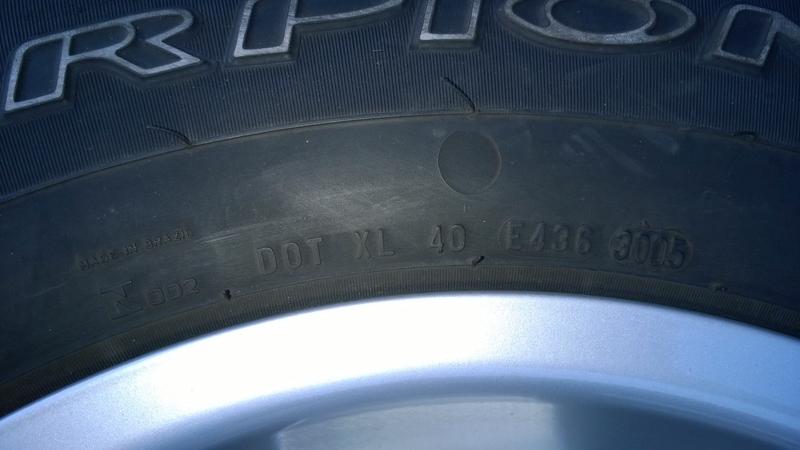 RPION
MADE IN BRAZIL
DOT XL 40 E436 3005
002